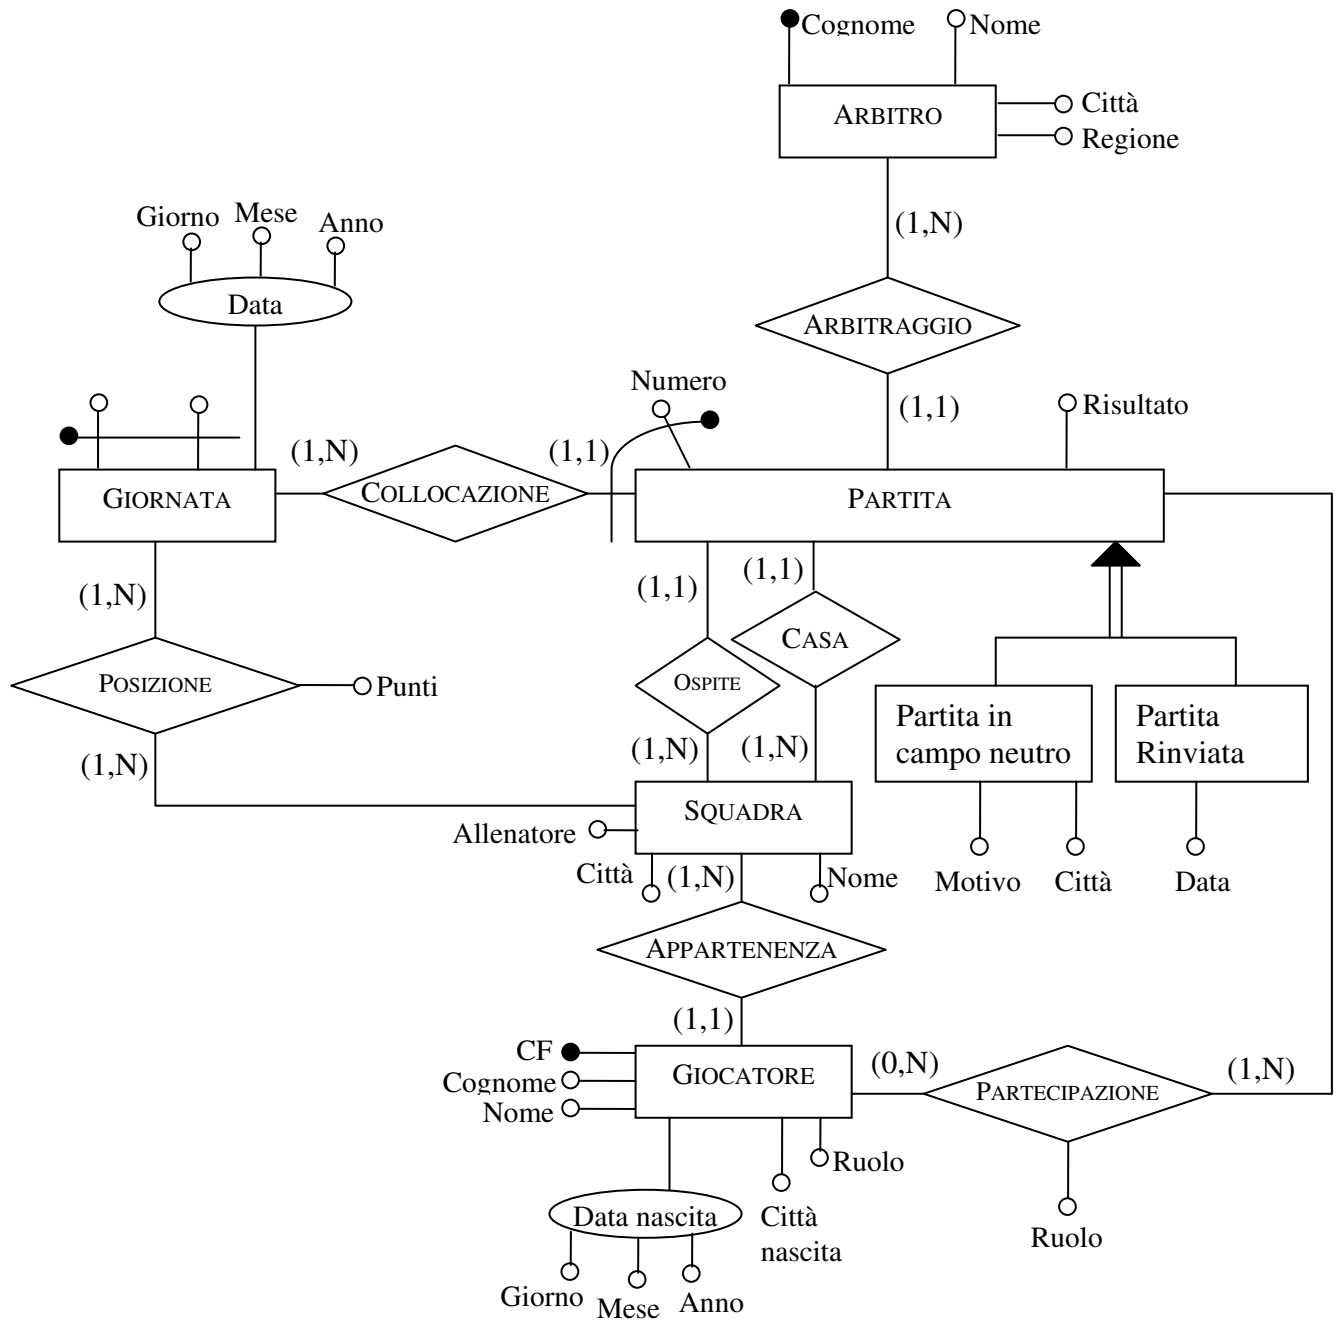 Cognome
Nome
ARBITRO
Città
Regione
(1,N)
Giorno
Mese
Anno
Data
ARBITRAGGIO
Numero
(1,1)
Risultato
(1,N)
(1,1)
GIORNATA
COLLOCAZIONE
PARTITA
(1,N)
(1,1)
(1,1)
POSIZIONE
Punti
OSPITE
CASA
Partita in
campo neutro
Partita
Rinviata
(1,N)
(1,N)
(1,N)
SQUADRA
Allenatore
Città
(1,N)
Nome
Motivo
Città
Data
APPARTENENZA
(1,1)
CF
Cognome
Nome
GIOCATORE
(0,N)
PARTECIPAZIONE
(1,N)
Ruolo
Data nascita
Città
nascita
Ruolo
Giorno
Mese
Anno